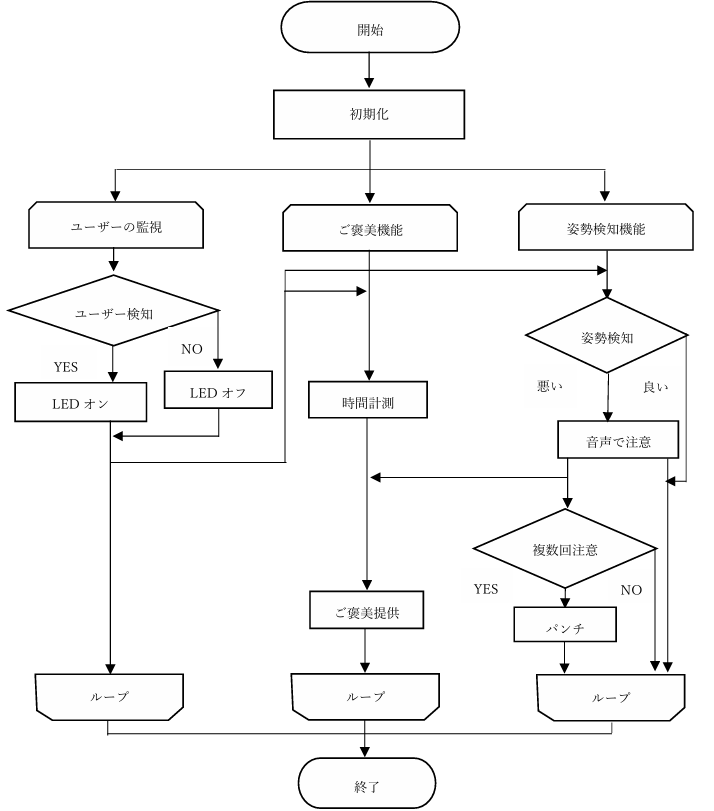 開始
初期化
ユーザーの監視
ご褒美機能
姿勢検知機能
ユーザー検知
姿勢検知
NO
YES
悪い
良い
LED オン
LED オフ
時間計測
音声で注意
複数回注意
YES
NO
ご褒美提供
パンチ
ループ
ループ
ループ
終了